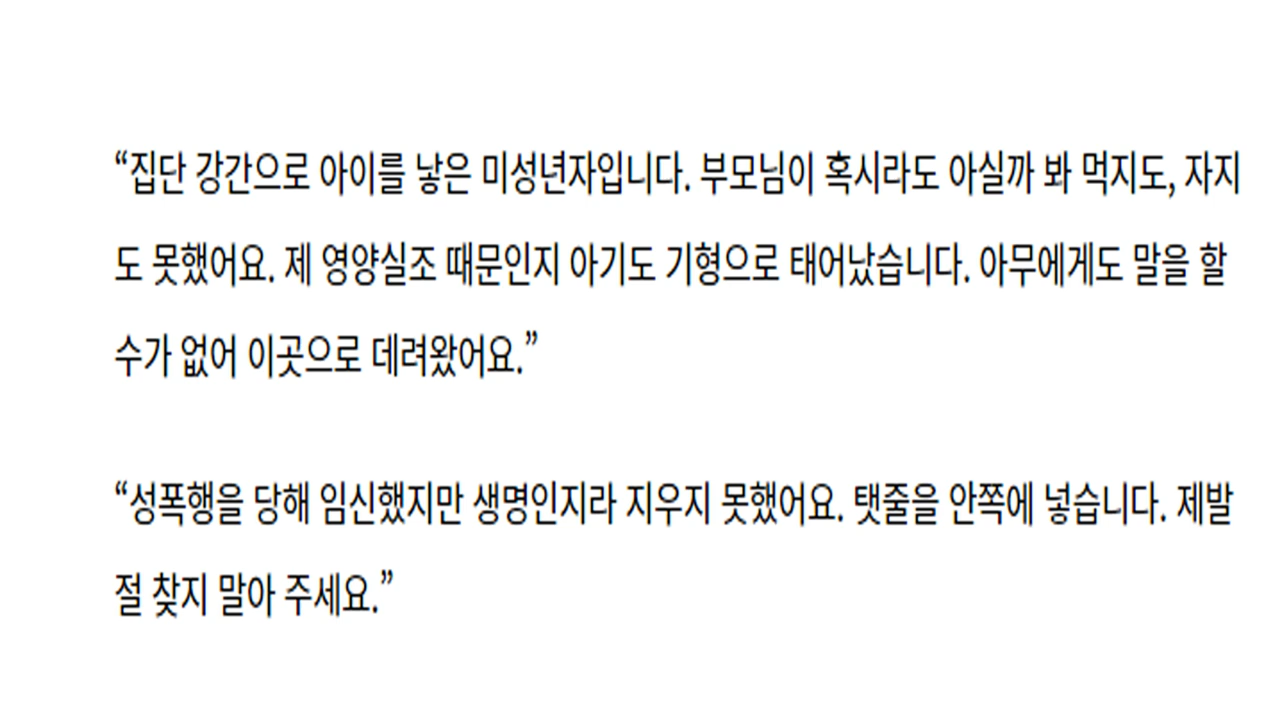 “집단 강간으로 아이를 낳은 미성년자입니다. 부모님이 혹시라도 아실까 봐 먹지도, 자지
도 못했어요. 제 영양실조 때문인지 아기도 기형으로 태어났습니다. 아무에게도 말을 할
수가 없어 이곳으로 데려왔어요.”
“성폭행을 당해 임신했지만 생명인지라 지우지 못했어요. 탯줄을 안쪽에 넣습니다. 제발
절 찾지 말아 주세요.”